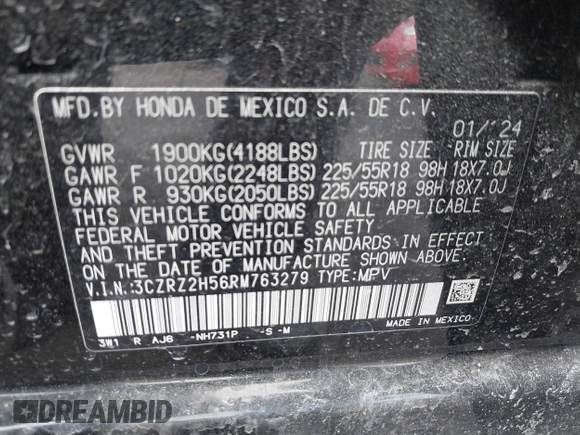 MFD.BY HONDA DE MEXICO S.A. DE C.V.
01/'24
GVWR 1900KG(4188LBS) TIRE SIZE RIM SIZE
GAWR F 1020KG(2248LBS) 225/55R18 98H 18X7.0J
GAWR R 930KG(2050LBS) 225/55R18 98H 18X7.0J
THIS VEHICLE CONFORMS TO ALL APPLICABLE
FEDERAL MOTOR VEHICLE SAFETY AND
THEFT PREVENTION STANDARDS IN EFFECT
ON THE DATE OF MANUFACTURE SHOWN ABOVE.
V.I.N.:3CZRZ2H56RM763279 TYPE:MPV
3W1 R AJ6 -NH731P -S -M
MADE IN MEXICO
DREAMBID